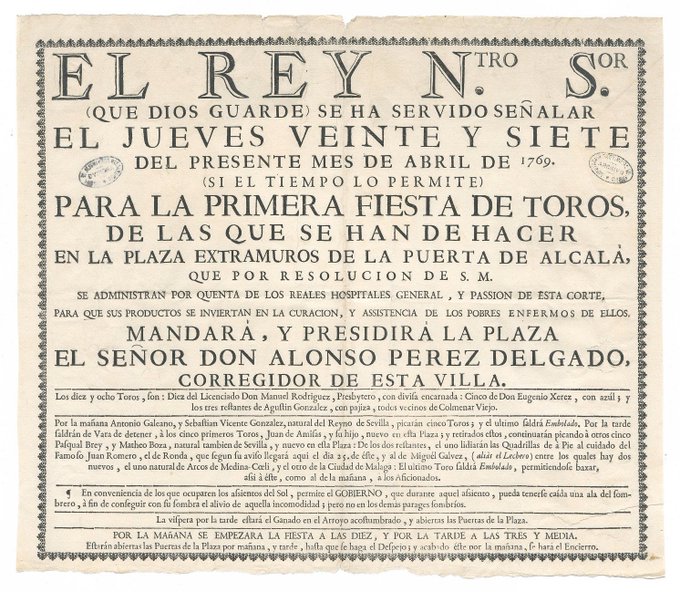 EL REY N.TRO S.OR
(QUE DIOS GUARDE) SE HA SERVIDO SEÑALAR
EL JUEVES VEINTE Y SIETE
DEL PRESENTE MES DE ABRIL DE 1769.
(SI EL TIEMPO LO PERMITE)
PARA LA PRIMERA FIESTA DE TOROS,
DE LAS QUE SE HAN DE HACER
EN LA PLAZA EXTRAMUROS DE LA PUERTA DE ALCALÀ,
QUE POR RESOLUCION DE S. M.
SE ADMINISTRAN POR QUENTA DE LOS REALES HOSPITALES GENERAL, Y PASSION DE ESTA CORTE,
PARA QUE SUS PRODUCTOS SE INVIERTAN EN LA CURACION, Y ASSISTENCIA DE LOS POBRES ENFERMOS DE ELLOS.
MANDARÀ, Y PRESIDIRÀ LA PLAZA
EL SEÑOR DON ALONSO PEREZ DELGADO,
CORREGIDOR DE ESTA VILLA.
Los diez y ocho Toros, ſon: Diez del Licenciado Don Manuel Rodriguez, Presbytero, con diviſa encarnada: Cinco de Don Eugenio Xerez, con azul; y
los tres reſtantes de Aguſtin Gonzalez, con pajiza, todos vecinos de Colmenar Viejo.
Por la mañana Antonio Galeano, y Sebaſtian Vicente Gonzalez, natural del Reyno de Sevilla, picarán cinco Toros; y el ultimo ſaldrá Embolado. Por la tarde
ſaldrán de Vara de detener, à los cinco primeros Toros, Juan de Amiſas, y ſu hijo, nuevo en eſta Plaza; y retirados eſtos, continuarán picando à otros cinco
Paſqual Brey, y Matheo Boza, natural tambien de Sevilla, y nuevo en eſta Plaza: De los dos reſtantes, el uno lidiarán las Quadrillas de à Pie al cuidado del
Famoſo Juan Romero, el de Ronda, que ſegun ſu aviſo llegará aqui el dia 25. de éſte, y al de Miguèl Galvez, (aliàs el Lechero) entre los quales hay dos
nuevos, el uno natural de Arcos de Medina-Cœli, y el otro de la Ciudad de Malaga: El ultimo Toro ſaldrá Embolado, permitiendoſe baxar,
aſi à éſte, como al de la mañana, à los Aficionados.
¶ En conveniencia de los que ocuparen los aſientos del Sol, permite el GOBIERNO, que durante aquel aſiento, pueda tenerſe caìda una ala del ſom-
brero, à fin de conſeguir con ſu ſombra el alivio de aquella incomodidad; pero no en los demás parages ſombrìos.
La viſpera por la tarde eſtará el Ganado en el Arroyo acoſtumbrado, y abiertas las Puertas de la Plaza.
POR LA MAÑANA SE EMPEZARA LA FIESTA A LAS DIEZ, Y POR LA TARDE A LAS TRES Y MEDIA.
Eſtarán abiertas las Puertas de la Plaza por mañana, y tarde, haſta que ſe haga el Deſpejo; y acabado éſte por la mañana, ſe hará el Encierro.